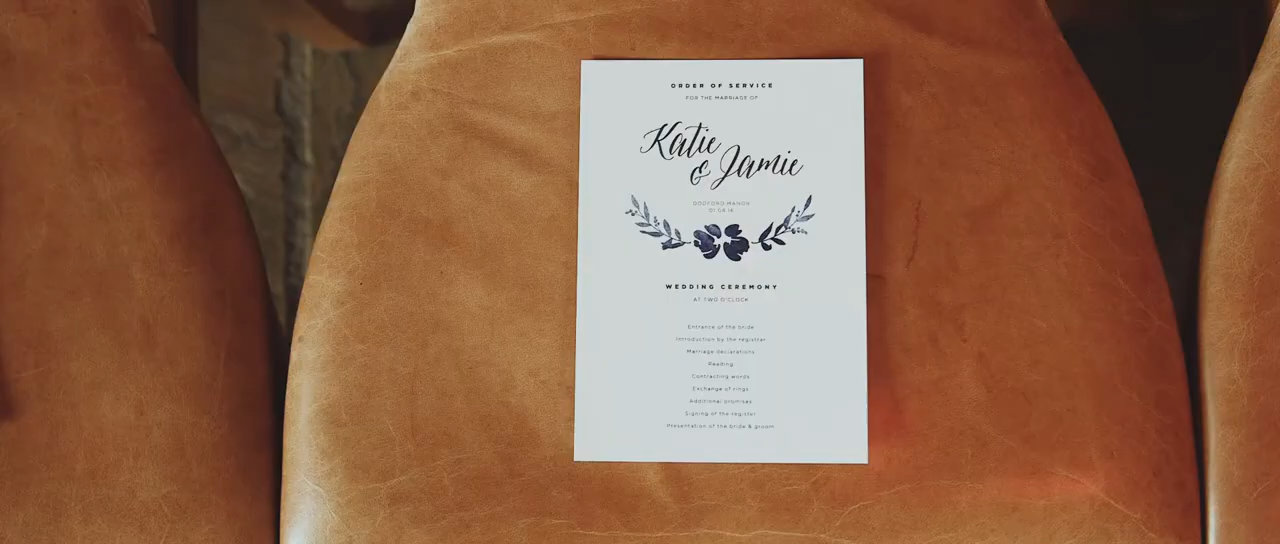 ORDER OF SERVICE
FOR THE MARRIAGE OF
Katie
& Jamie
DODFORD MANOR
WEDDING CEREMONY
AT TWO O'CLOCK
Entrance of the bride
Introduction by the registrar
Marriage declarations
Reading
Contracting words
Exchange of rings
Additional promises
Signing of the register
Presentation of the bride & groom